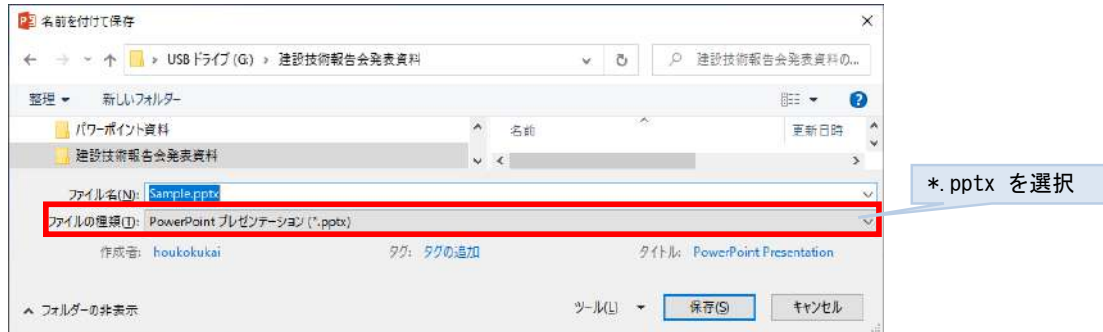 名前を付けて保存
USB ドライブ (G:) › 建設技術報告会発表資料
建設技術報告会発表資料の...
整理 新しいフォルダー
パワーポイント資料
建設技術報告会発表資料
名前 更新日時
ファイル名(N): Sample.pptx
ファイルの種類(T): PowerPoint プレゼンテーション (*.pptx)
*.pptx を選択
作成者: houkokukai タグ: タグの追加 タイトル: PowerPoint Presentation
フォルダーの非表示 ツール(L) 保存(S) キャンセル